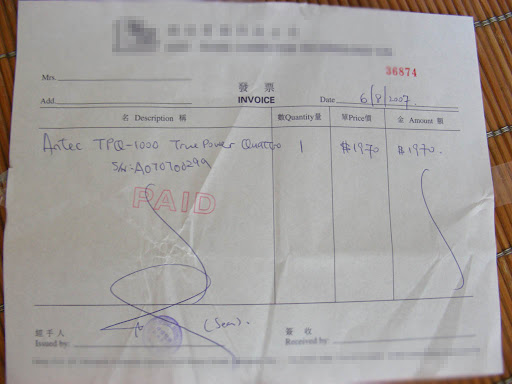 36874
Mrs.
發票
Add.
INVOICE
Date 6/8/2007.
名 Description 稱 數Quantity量 單Price價 金 Amount 額
Antec TPQ-1000 True Power Quattro 1 $1970 $1970.
S/N:-A070700299
PAID
(Sam).
經手人
Issued by:
簽收
Received by: